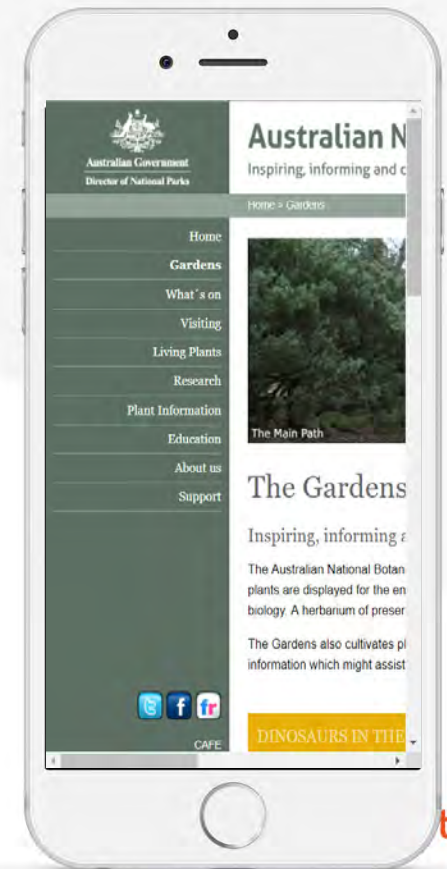 Australian Government
Director of National Parks
Home
Gardens
What´s on
Visiting
Living Plants
Research
Plant Information
Education
About us
Support
fr
CAFE
Australian N
Inspiring, informing and c
Home > Gardens
The Main Path
The Gardens
Inspiring, informing a
The Australian National Botan
plants are displayed for the en
biology. A herbarium of preser
The Gardens also cultivates pl
information which might assist
DINOSAURS IN THE
t